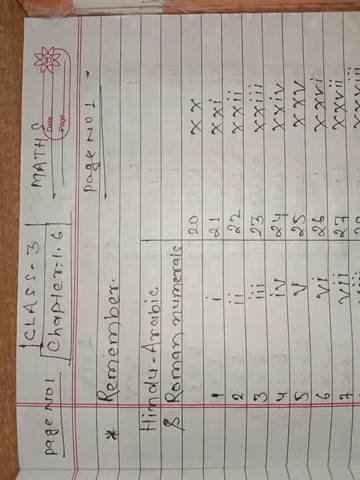 CLASS-3 MATHS
Date...
Page...
page No 1 Chapter=1.6
page No 1
* Remember.
Hindu-Arabic
& Roman numerals 20 xx
1 i 21 xxi
2 ii 22 xxii
3 iii 23 xxiii
4 iv 24 xxiv
5 v 25 xxv
6 vi 26 xxvi
7 vii 27 xxvii